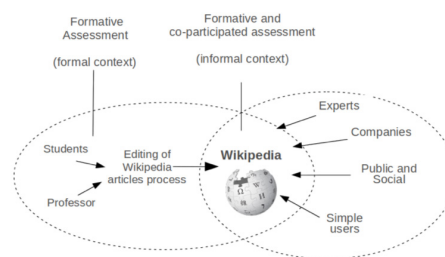 Formative
Assessment
(formal context)
Formative and
co-participated assessment
(informal context)
Experts
Companies
Public and
Social
Simple
users
Students
Professor
Editing of
Wikipedia
articles process
Wikipedia
Ω
W